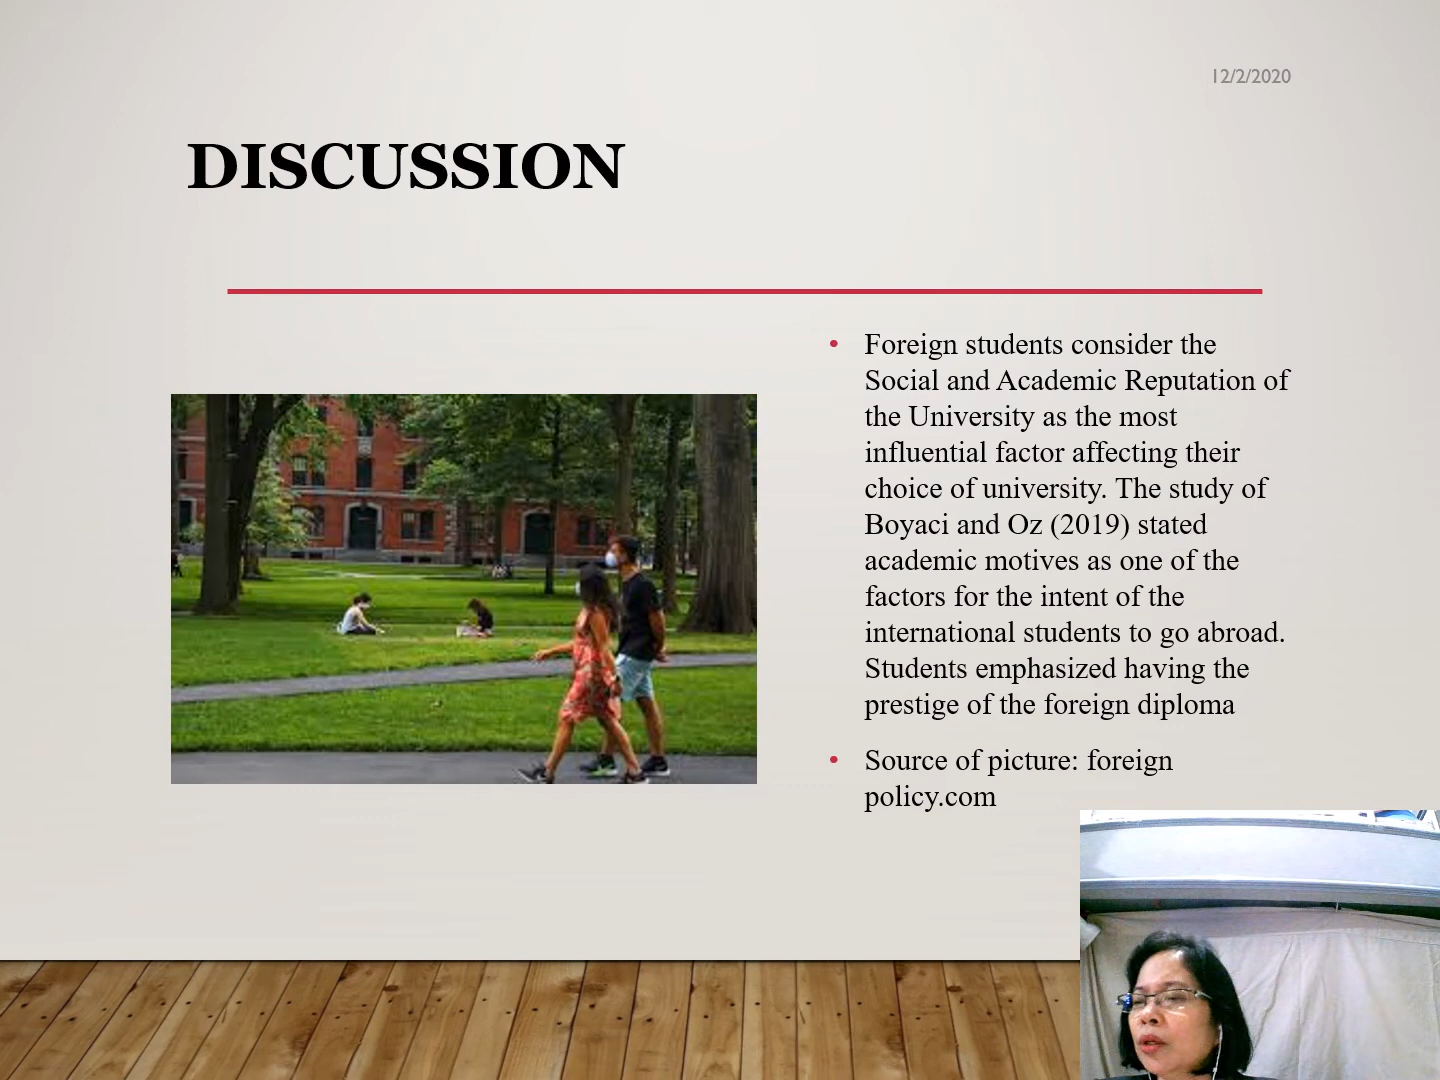 12/2/2020
DISCUSSION
• Foreign students consider the
Social and Academic Reputation of
the University as the most
influential factor affecting their
choice of university. The study of
Boyaci and Oz (2019) stated
academic motives as one of the
factors for the intent of the
international students to go abroad.
Students emphasized having the
prestige of the foreign diploma
• Source of picture: foreign
policy.com